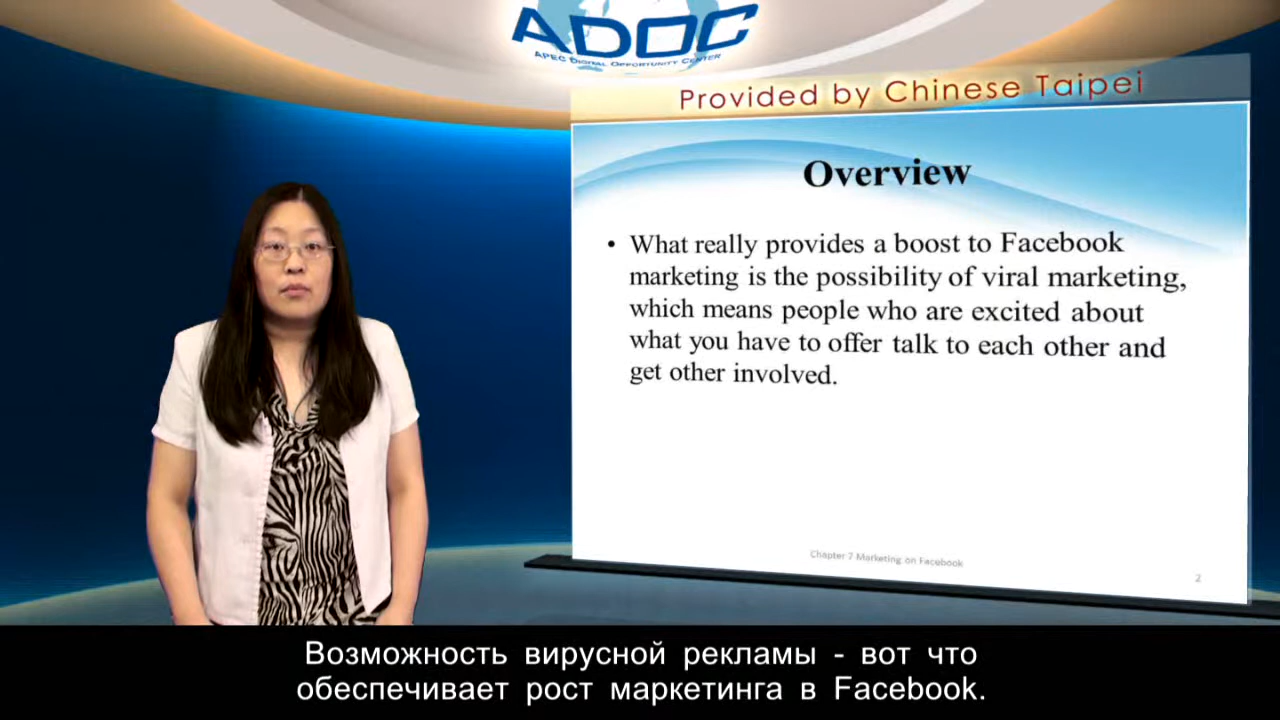 ADOC
APEC DIGITAL OPPORTUNITY CENTER
Provided by Chinese Taipei
Overview
• What really provides a boost to Facebook
marketing is the possibility of viral marketing,
which means people who are excited about
what you have to offer talk to each other and
get other involved.
Chapter 7 Marketing on Facebook
2
Возможность вирусной рекламы - вот что
обеспечивает рост маркетинга в Facebook.